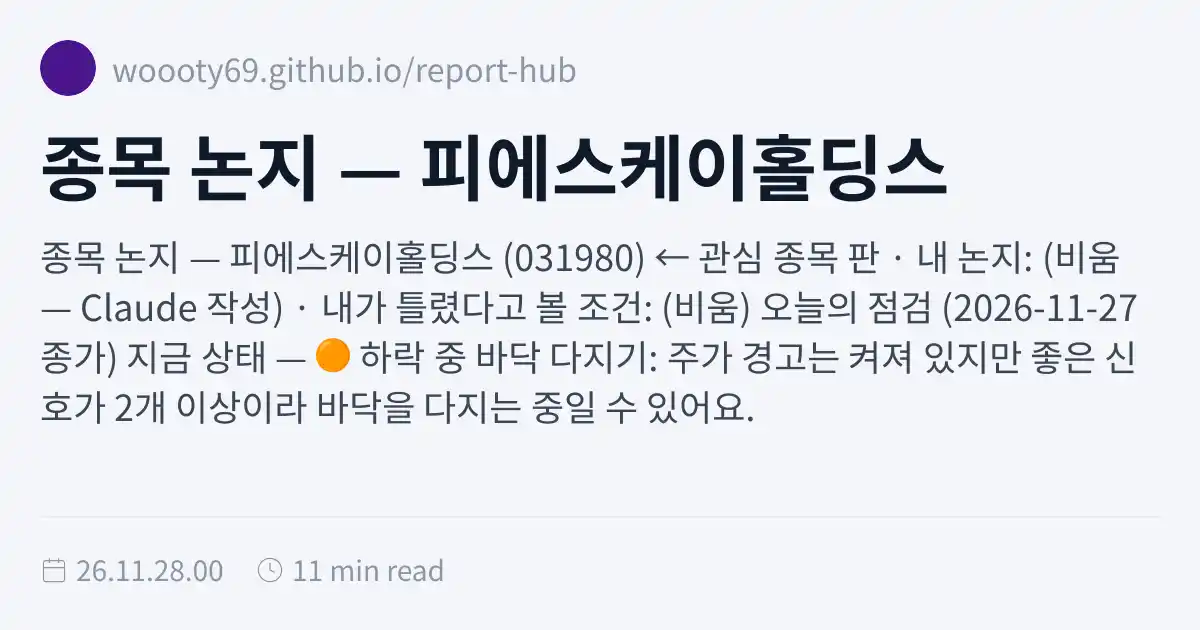 woooty69.github.io/report-hub
종목 논지 — 피에스케이홀딩스
종목 논지 — 피에스케이홀딩스 (031980) ← 관심 종목 판 · 내 논지: (비움
— Claude 작성) · 내가 틀렸다고 볼 조건: (비움) 오늘의 점검 (2026-11-27
종가) 지금 상태 — 🟠 하락 중 바닥 다지기: 주가 경고는 켜져 있지만 좋은 신
호가 2개 이상이라 바닥을 다지는 중일 수 있어요.
26.11.28.00
11 min read